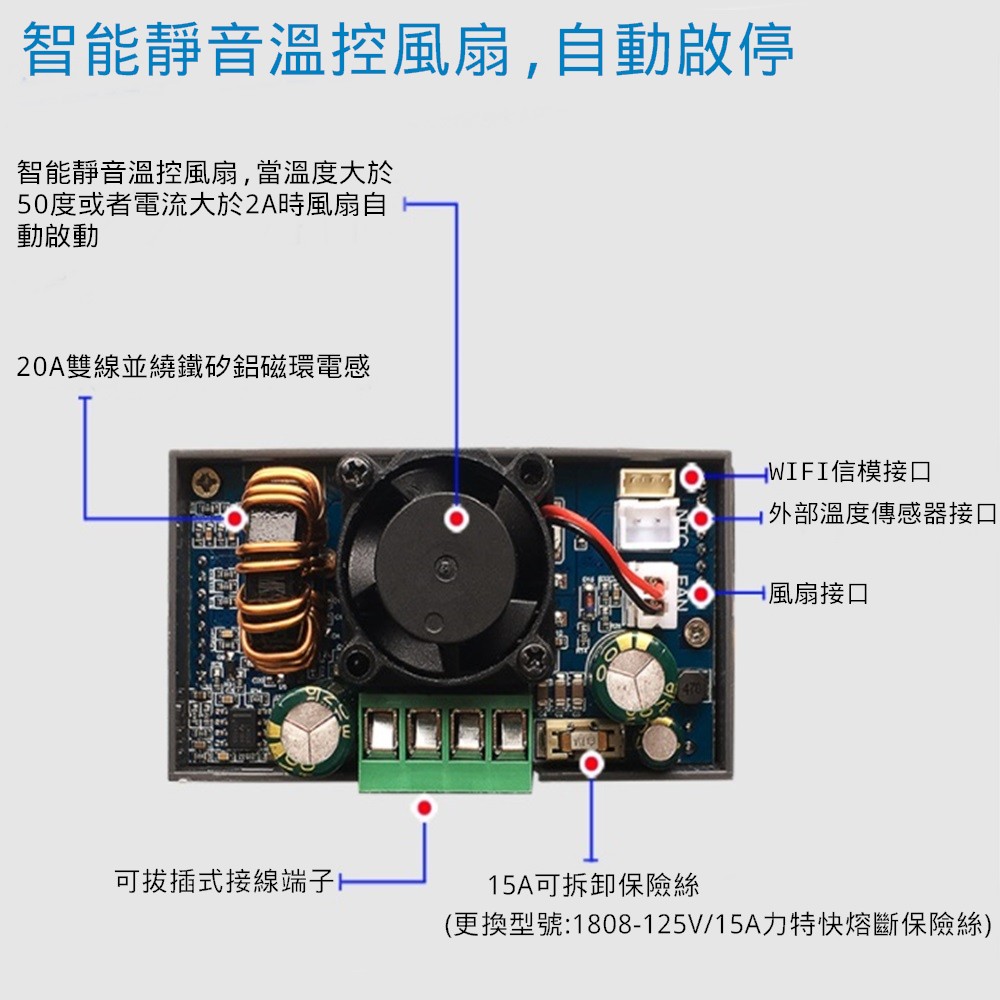 智能靜音溫控風扇,自動啟停
智能靜音溫控風扇,當溫度大於
50度或者電流大於2A時風扇自
動啟動
20A雙線並繞鐵矽鋁磁環電感
WIFI信模接口
外部溫度傳感器接口
NTC
風扇接口
FAN
470
可拔插式接線端子
15A可拆卸保險絲
(更換型號:1808-125V/15A力特快熔斷保險絲)